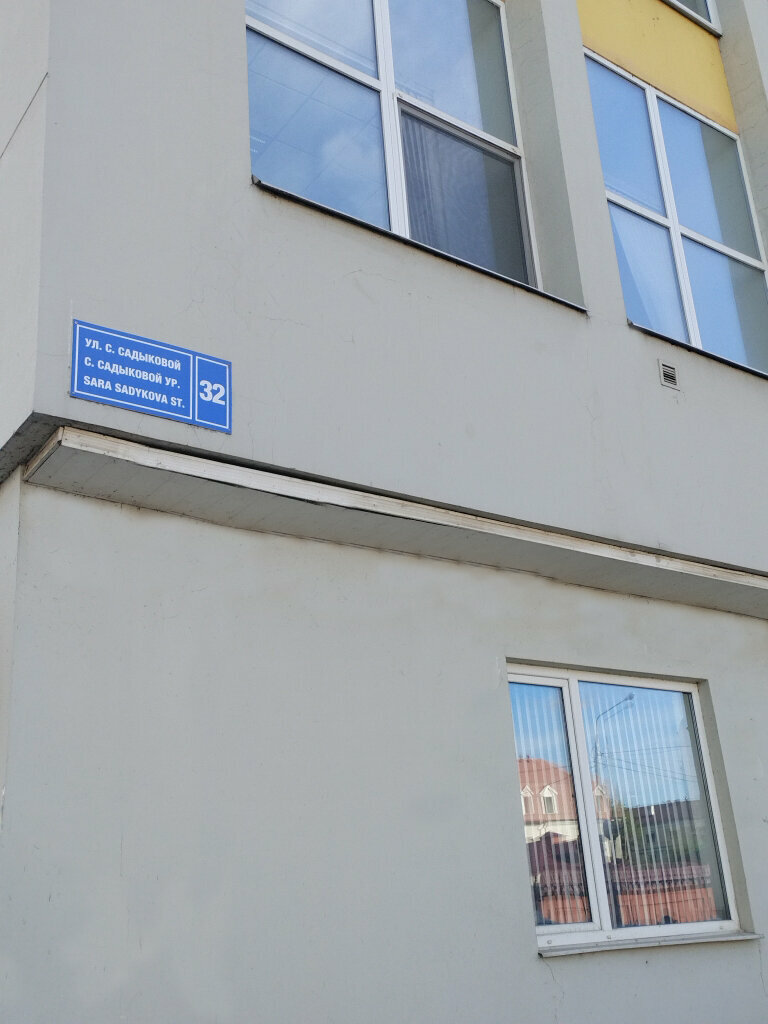 УЛ. С. САДЫКОВОЙ
С. САДЫКОВОЙ УР.
SARA SADYKOVA ST.
32